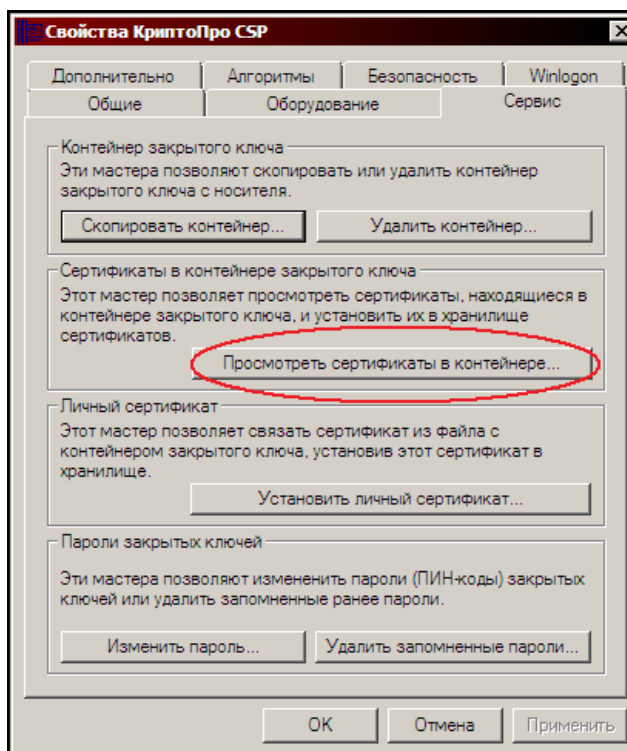 Свойства КриптоПро CSP
Дополнительно Алгоритмы Безопасность Winlogon
Общие Оборудование Сервис
Контейнер закрытого ключа
Эти мастера позволяют скопировать или удалить контейнер
закрытого ключа с носителя.
Скопировать контейнер... Удалить контейнер...
Сертификаты в контейнере закрытого ключа
Этот мастер позволяет просмотреть сертификаты, находящиеся в
контейнере закрытого ключа, и установить их в хранилище
сертификатов.
Просмотреть сертификаты в контейнере...
Личный сертификат
Этот мастер позволяет связать сертификат из файла с
контейнером закрытого ключа, установив этот сертификат в
хранилище.
Установить личный сертификат...
Пароли закрытых ключей
Эти мастера позволяют измененить пароли (ПИН-коды) закрытых
ключей или удалить запомненные ранее пароли.
Изменить пароль... Удалить запомненные пароли...
OK Отмена Применить